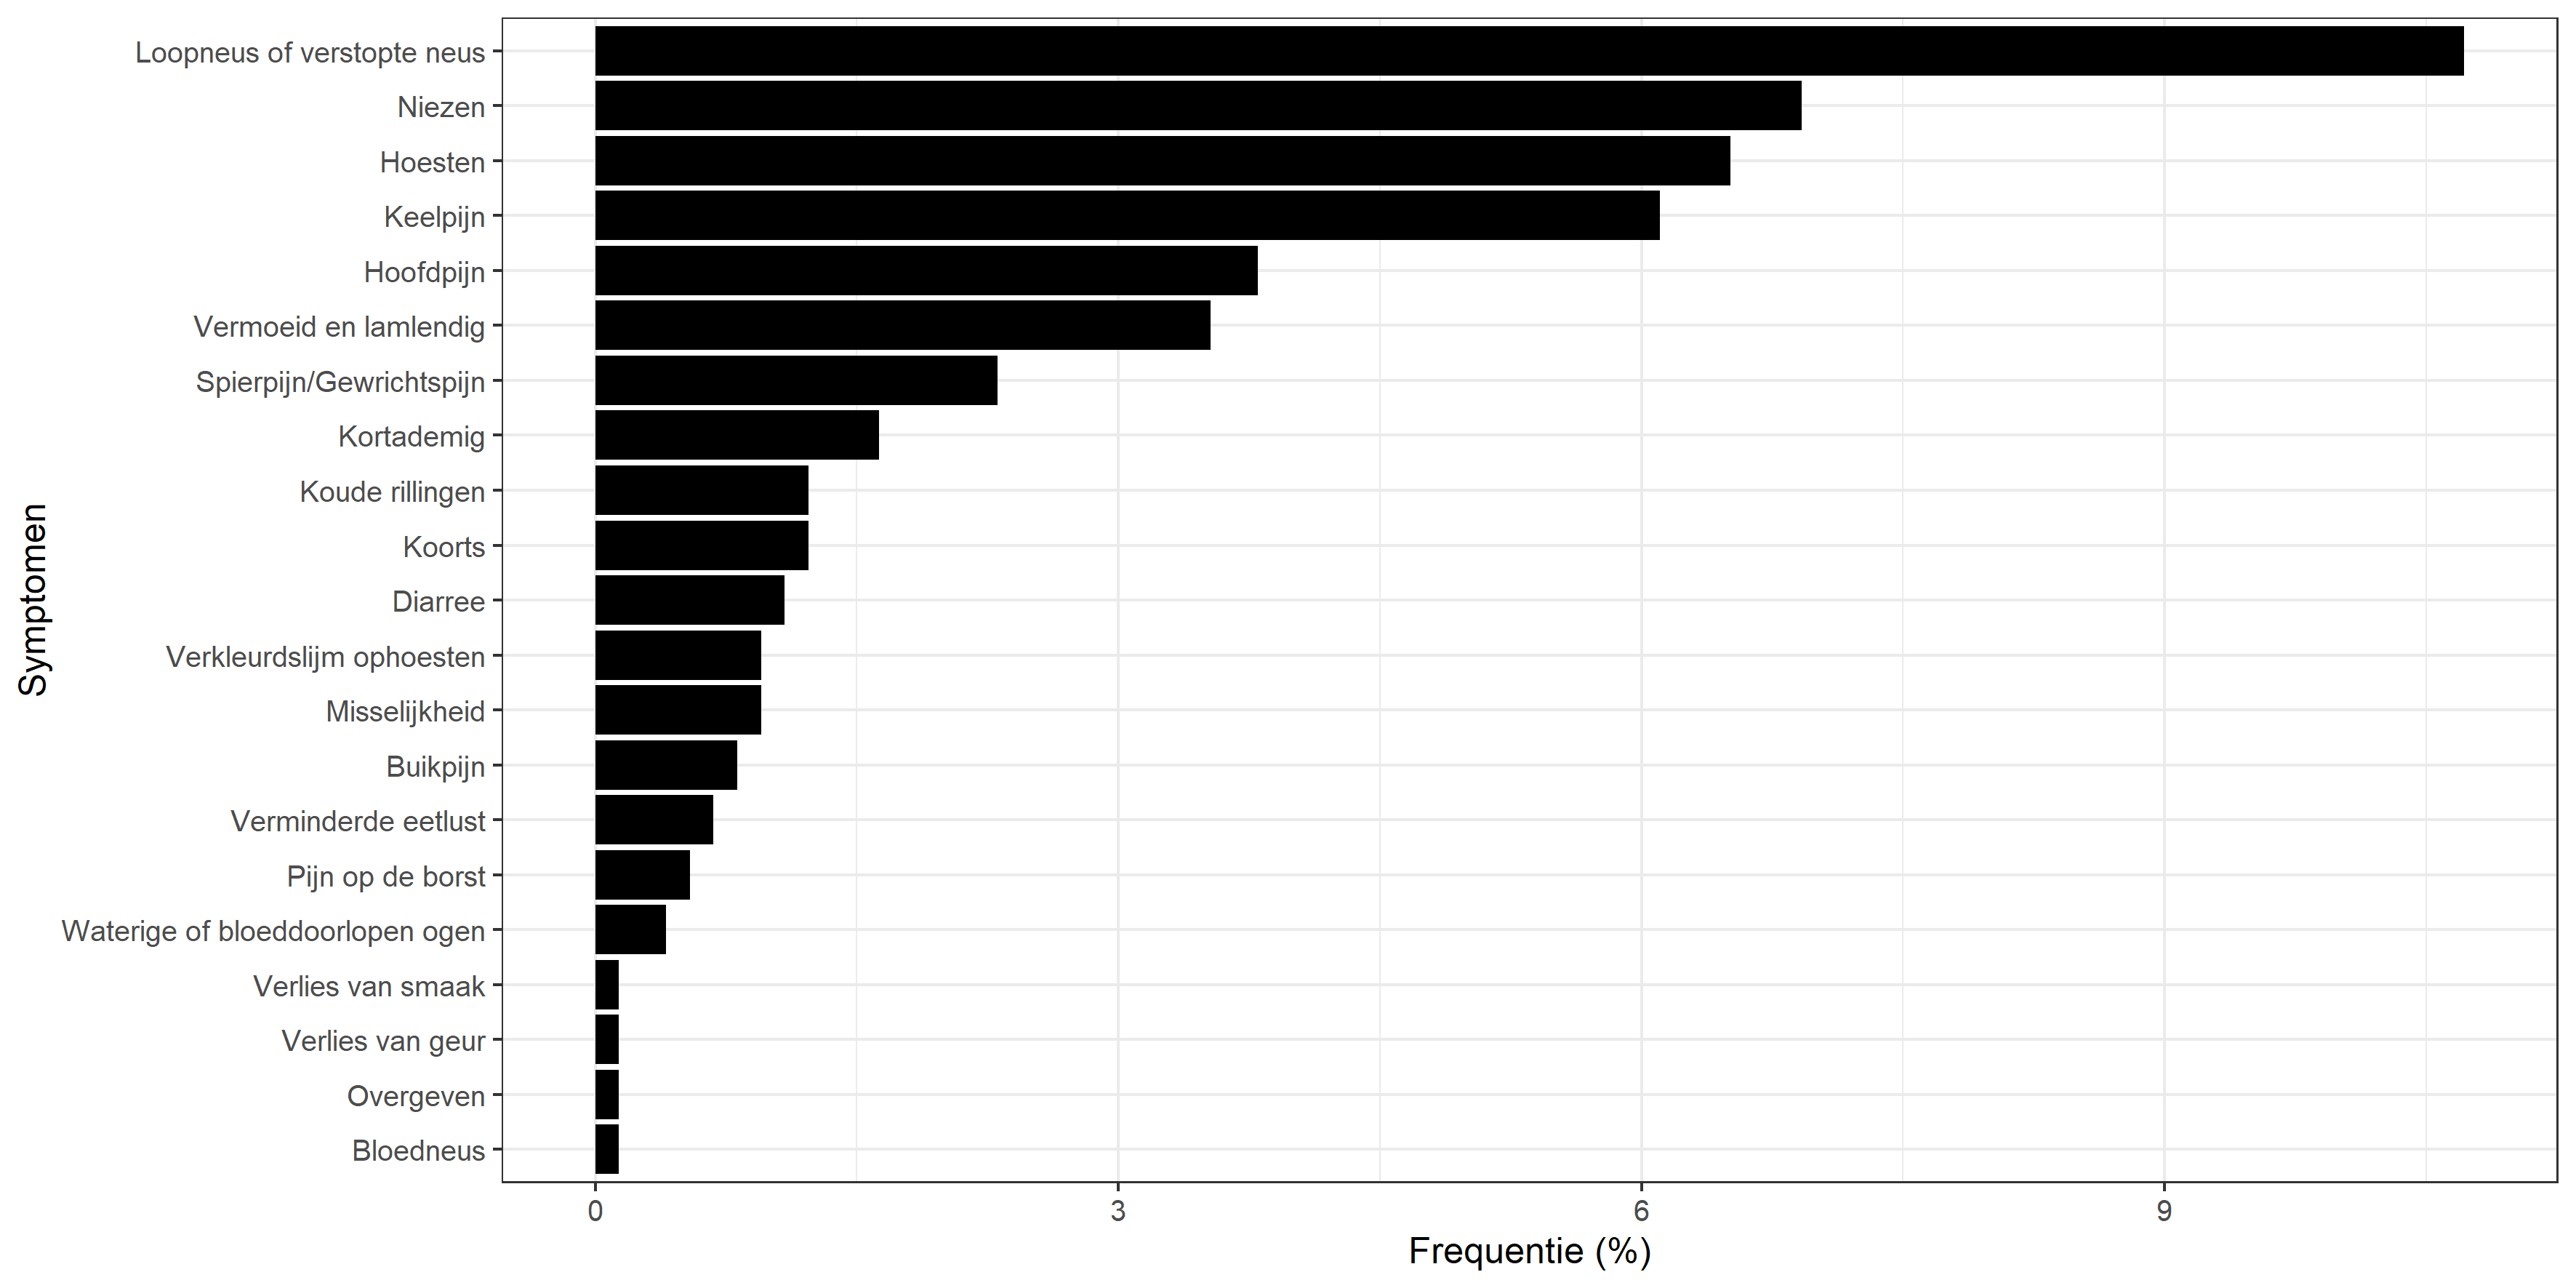 Loopneus of verstopte neus
Niezen
Hoesten
Keelpijn
Hoofdpijn
Vermoeid en lamlendig
Spierpijn/Gewrichtspijn
Kortademig
Koude rillingen
Koorts
Diarree
Verkleurdslijm ophoesten
Misselijkheid
Buikpijn
Verminderde eetlust
Pijn op de borst
Waterige of bloeddoorlopen ogen
Verlies van smaak
Verlies van geur
Overgeven
Bloedneus
Symptomen
0 3 6 9
Frequentie (%)